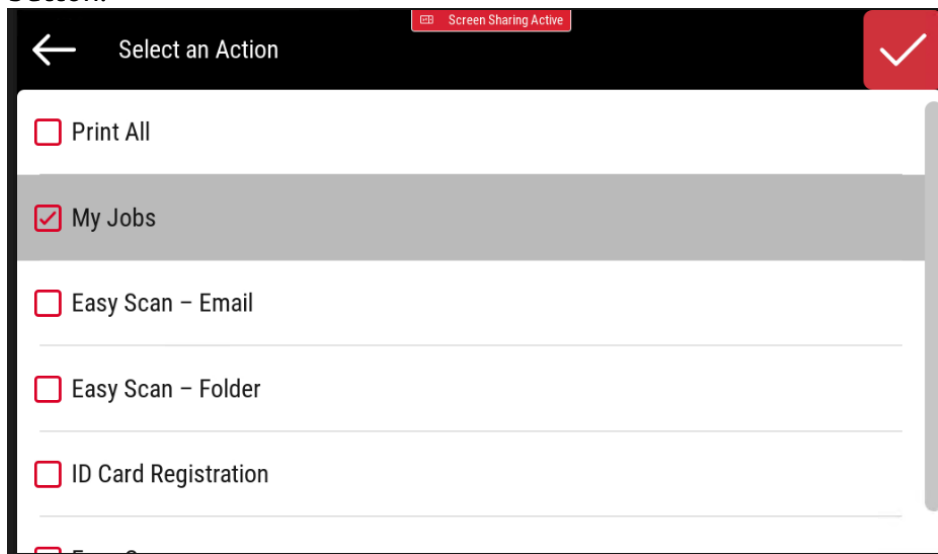 Screen Sharing Active
Select an Action
Print All
My Jobs
Easy Scan – Email
Easy Scan – Folder
ID Card Registration